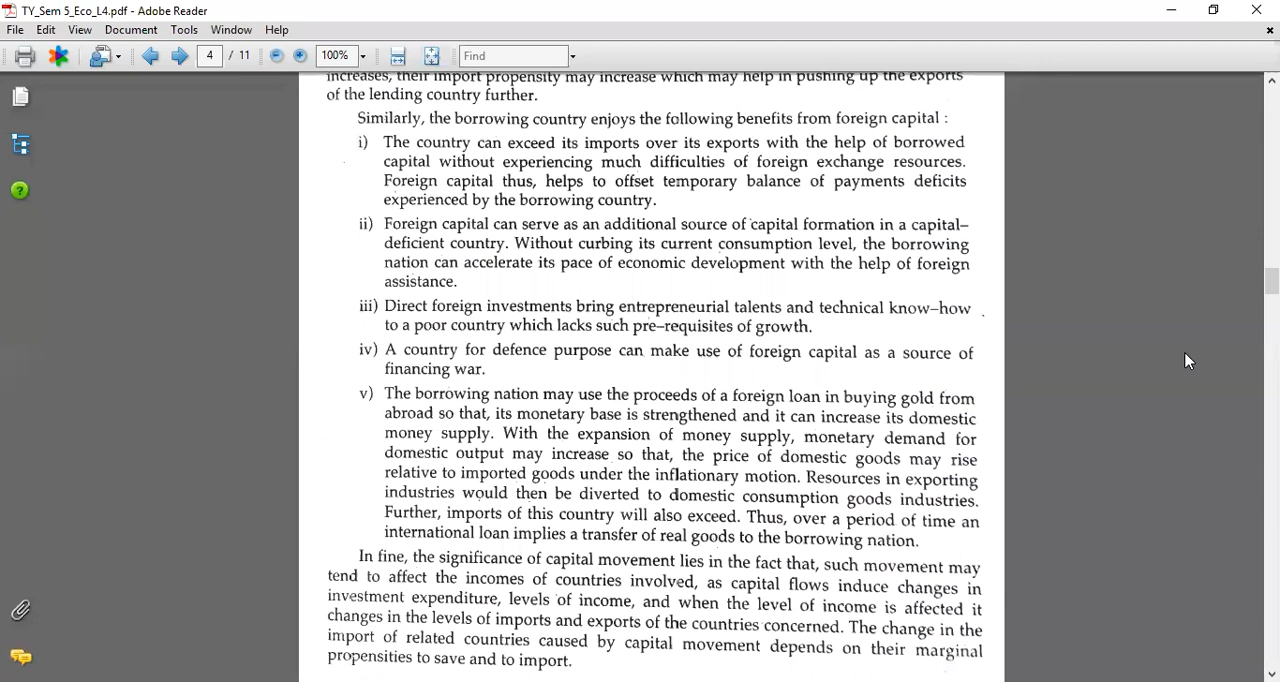 TY_Sem 5_Eco_L4.pdf - Adobe Reader
File Edit View Document Tools Window Help
4 / 11 100% Find
increases, their import propensity may increase which may help in pushing up the exports
of the lending country further.
Similarly, the borrowing country enjoys the following benefits from foreign capital :
i) The country can exceed its imports over its exports with the help of borrowed
capital without experiencing much difficulties of foreign exchange resources.
Foreign capital thus, helps to offset temporary balance of payments deficits
experienced by the borrowing country.
ii) Foreign capital can serve as an additional source of capital formation in a capital–
deficient country. Without curbing its current consumption level, the borrowing
nation can accelerate its pace of economic development with the help of foreign
assistance.
iii) Direct foreign investments bring entrepreneurial talents and technical know–how
to a poor country which lacks such pre–requisites of growth.
iv) A country for defence purpose can make use of foreign capital as a source of
financing war.
v) The borrowing nation may use the proceeds of a foreign loan in buying gold from
abroad so that, its monetary base is strengthened and it can increase its domestic
money supply. With the expansion of money supply, monetary demand for
domestic output may increase so that, the price of domestic goods may rise
relative to imported goods under the inflationary motion. Resources in exporting
industries would then be diverted to domestic consumption goods industries.
Further, imports of this country will also exceed. Thus, over a period of time an
international loan implies a transfer of real goods to the borrowing nation.
In fine, the significance of capital movement lies in the fact that, such movement may
tend to affect the incomes of countries involved, as capital flows induce changes in
investment expenditure, levels of income, and when the level of income is affected it
changes in the levels of imports and exports of the countries concerned. The change in the
import of related countries caused by capital movement depends on their marginal
propensities to save and to import.